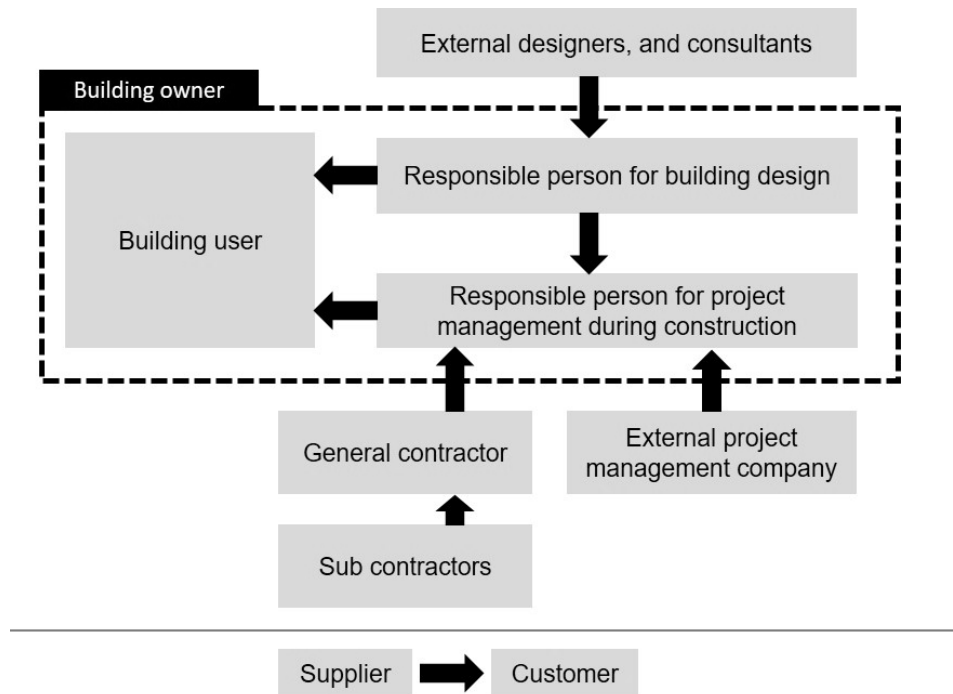 External designers, and consultants
Building owner
Responsible person for building design
Building user
Responsible person for project
management during construction
General contractor
External project
management company
Sub contractors
Supplier
Customer